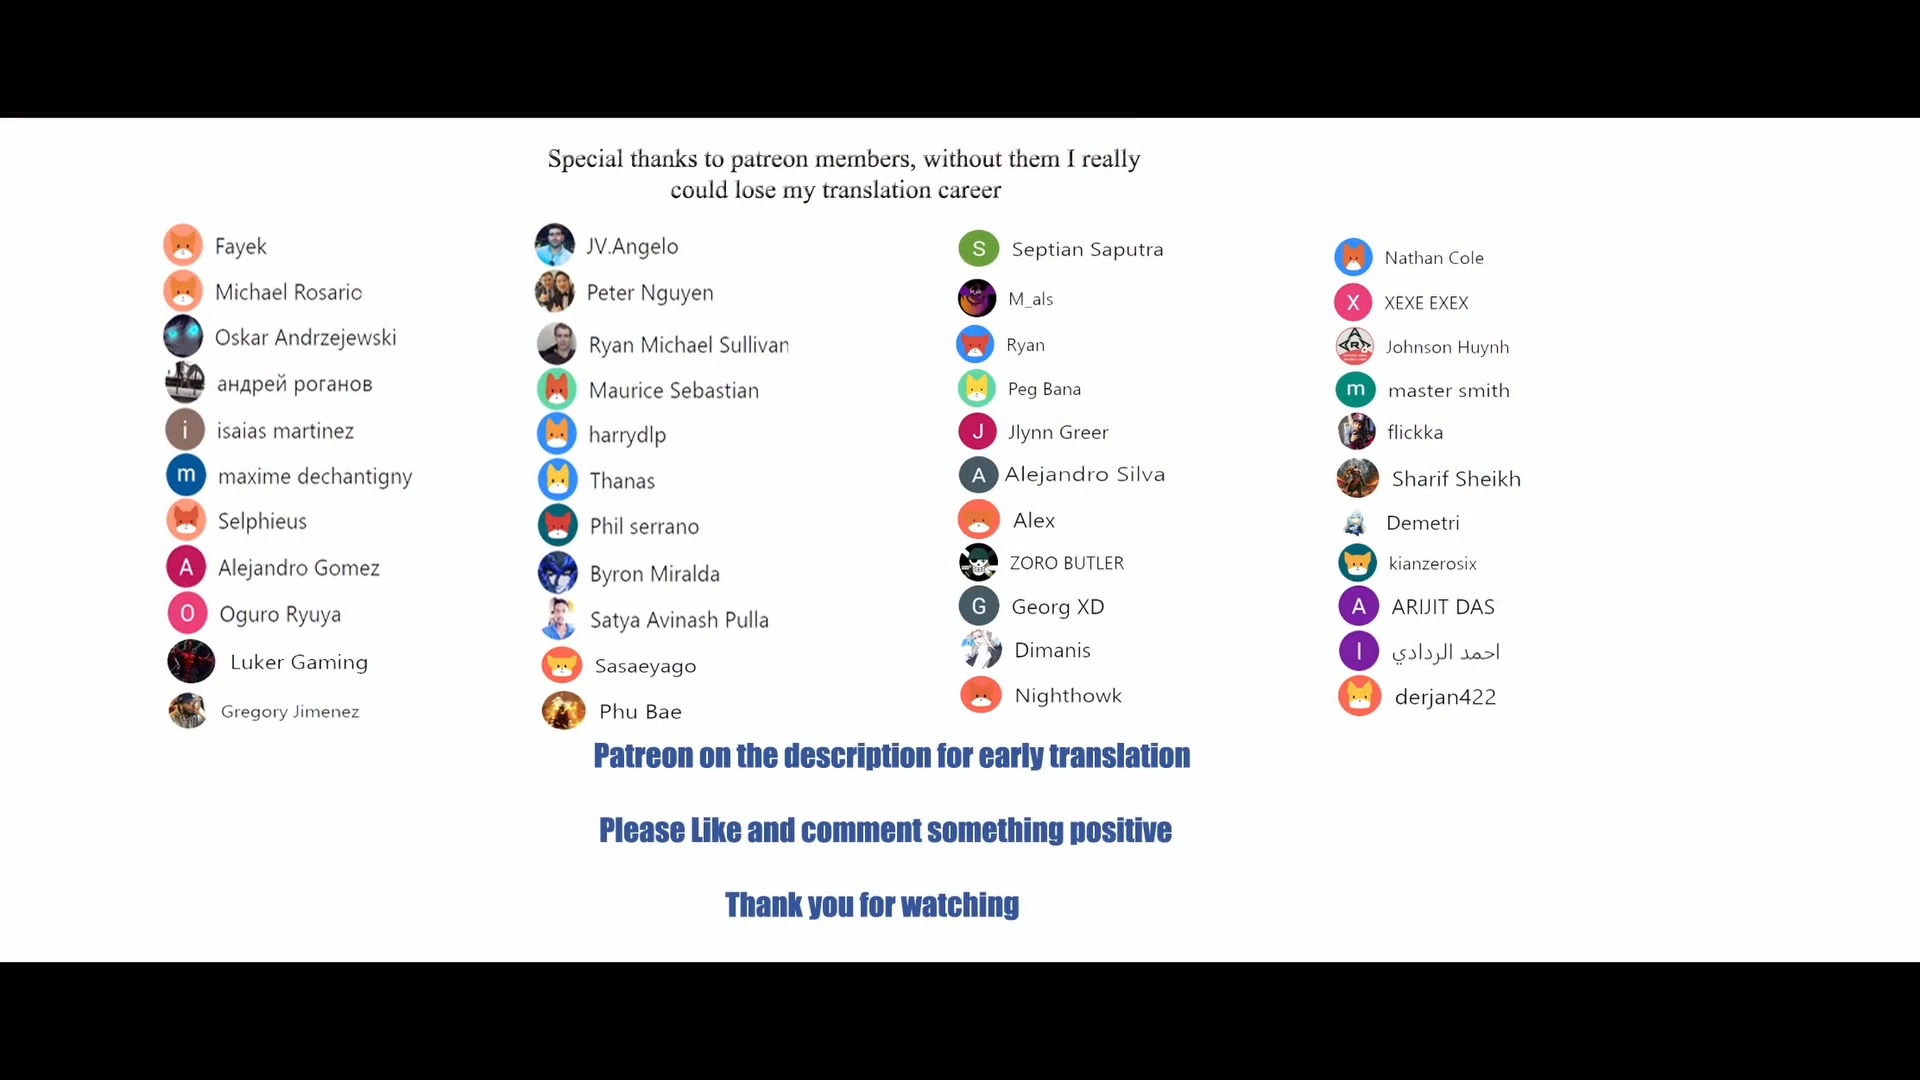 Special thanks to patreon members, without them I really
could lose my translation career
Fayek
Michael Rosario
Oskar Andrzejewski
андрей роганов
i isaias martinez
m maxime dechantigny
Selphieus
A Alejandro Gomez
O Oguro Ryuya
Luker Gaming
Gregory Jimenez
JV.Angelo
Peter Nguyen
Ryan Michael Sullivan
Maurice Sebastian
harrydlp
Thanas
Phil serrano
Byron Miralda
Satya Avinash Pulla
Sasaeyago
Phu Bae
S Septian Saputra
M_als
Ryan
Peg Bana
J Jlynn Greer
A Alejandro Silva
Alex
ZORO BUTLER
G Georg XD
Dimanis
Nighthowk
Nathan Cole
X XEXE EXEX
Johnson Huynh
m master smith
flickka
Sharif Sheikh
Demetri
kianzerosix
A ARIJIT DAS
I احمد الردادي
derjan422
Patreon on the description for early translation
Please Like and comment something positive
Thank you for watching